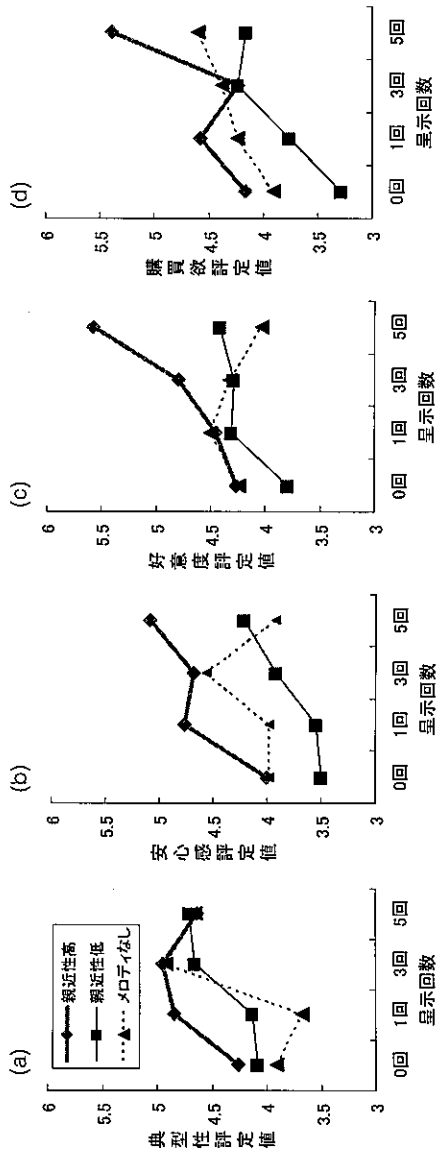 (a)
典型性評定値
6
5.5
5
4.5
4
3.5
3
親近性高
親近性低
メロディなし
0回 1回 3回 5回
呈示回数
(b)
安心感評定値
6
5.5
5
4.5
4
3.5
3
0回 1回 3回 5回
呈示回数
(c)
好意度評定値
6
5.5
5
4.5
4
3.5
3
0回 1回 3回 5回
呈示回数
(d)
購買欲評定値
6
5.5
5
4.5
4
3.5
3
0回 1回 3回 5回
呈示回数